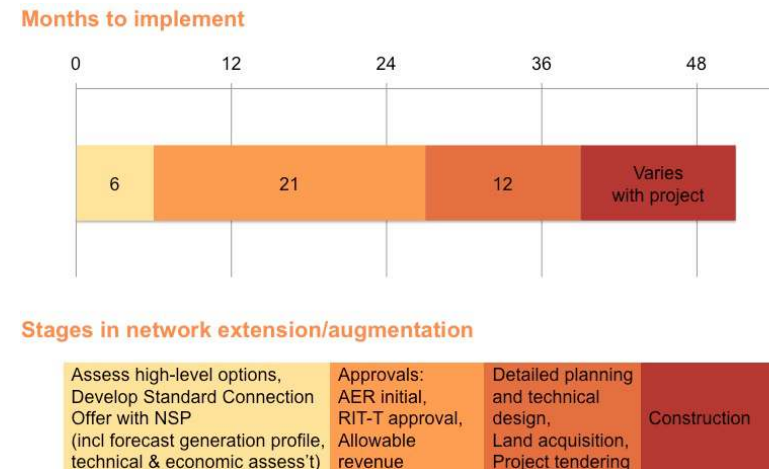 Months to implement
0 12 24 36 48
6 21 12 Varies
with project
Stages in network extension/augmentation
Assess high-level options,
Develop Standard Connection
Offer with NSP
(incl forecast generation profile,
technical & economic assess't)
Approvals:
AER initial,
RIT-T approval,
Allowable
revenue
Detailed planning
and technical
design,
Land acquisition,
Project tendering
Construction